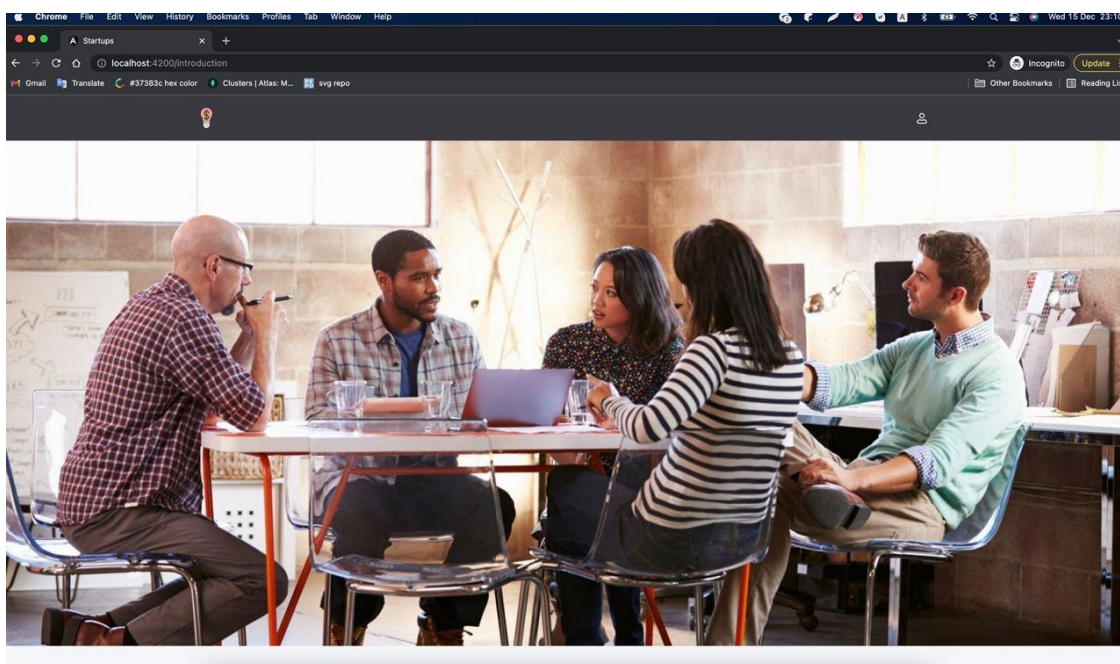 Chrome File Edit View History Bookmarks Profiles Tab Window Help
Wed 15 Dec 23:10
Startups
localhost:4200/introduction
Incognito
Update
Gmail Translate #37383c hex color Clusters | Atlas: M... svg repo
Other Bookmarks Reading Lis